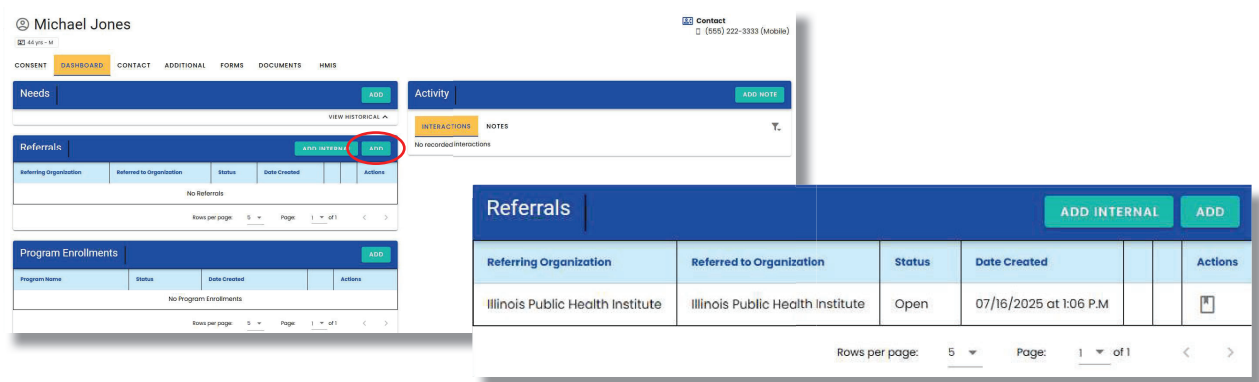 Michael Jones
44 yrs - M
Contact
(555) 222-3333 (Mobile)
CONSENT DASHBOARD CONTACT ADDITIONAL FORMS DOCUMENTS HMIS
Needs ADD
VIEW HISTORICAL
Referrals ADD INTERNAL ADD
Referring Organization Referred to Organization Status Date Created Actions
No Referrals
Rows per page: 5 Page: 1 of 1
Program Enrollments ADD
Program Name Status Date Created Actions
No Program Enrollments
Rows per page: 5 Page: 1 of 1
Activity ADD NOTE
INTERACTIONS NOTES
No recorded interactions
Referrals ADD INTERNAL ADD
Referring Organization Referred to Organization Status Date Created Actions
Illinois Public Health Institute Illinois Public Health Institute Open 07/16/2025 at 1:06 P.M
Rows per page: 5 Page: 1 of 1